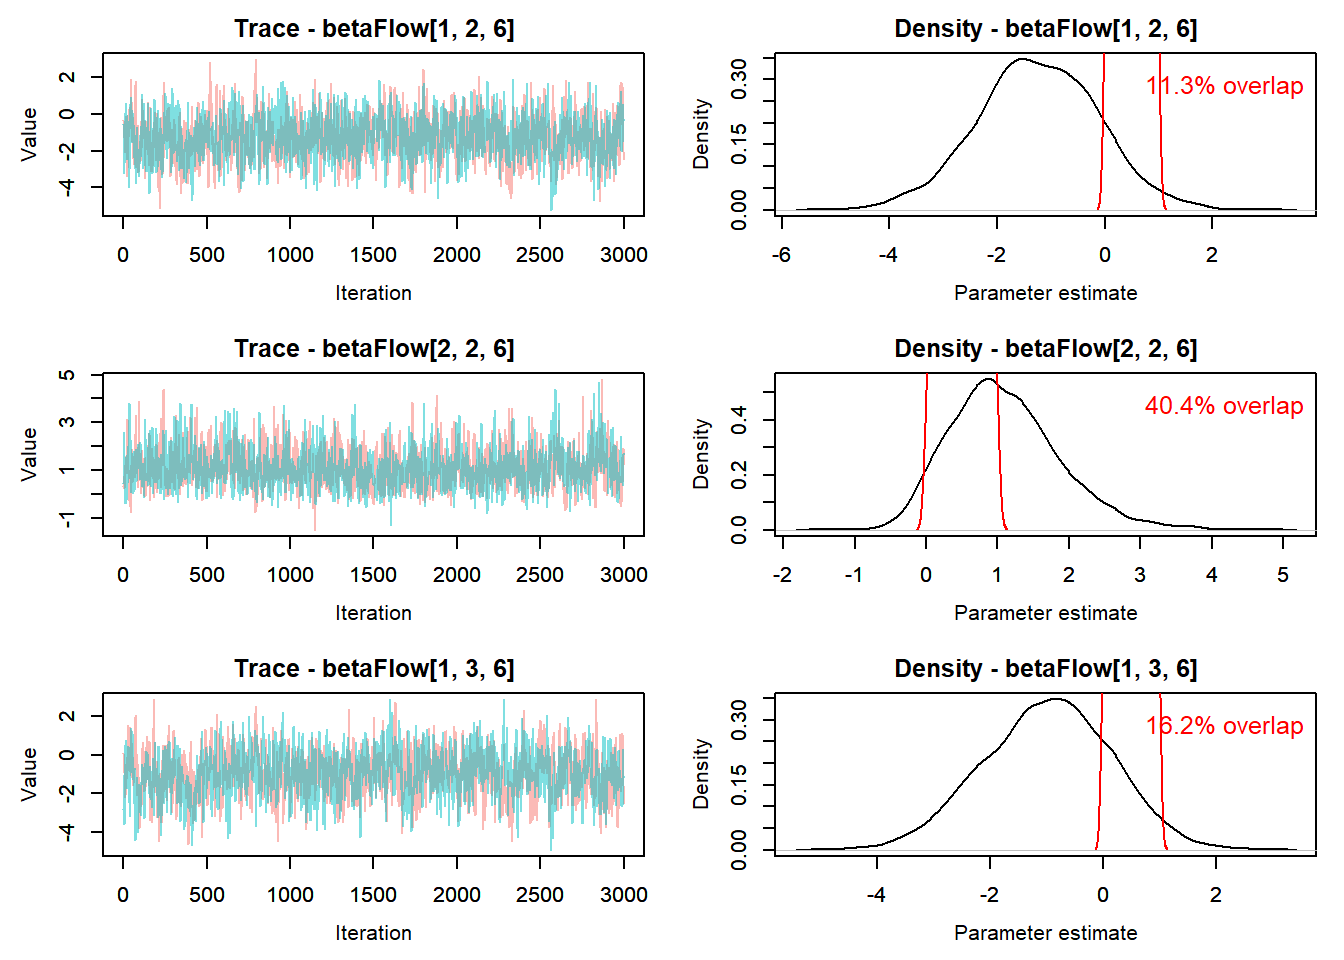 Trace - betaFlow[1, 2, 6]
Value
2
0
-2
-4
0 500 1000 1500 2000 2500 3000
Iteration
Density - betaFlow[1, 2, 6]
11.3% overlap
Density
0.30
0.15
0.00
-6 -4 -2 0 2
Parameter estimate
Trace - betaFlow[2, 2, 6]
Value
5
3
1
-1
0 500 1000 1500 2000 2500 3000
Iteration
Density - betaFlow[2, 2, 6]
40.4% overlap
Density
0.4
0.2
0.0
-2 -1 0 1 2 3 4 5
Parameter estimate
Trace - betaFlow[1, 3, 6]
Value
2
0
-2
-4
0 500 1000 1500 2000 2500 3000
Iteration
Density - betaFlow[1, 3, 6]
16.2% overlap
Density
0.30
0.15
0.00
-4 -2 0 2
Parameter estimate